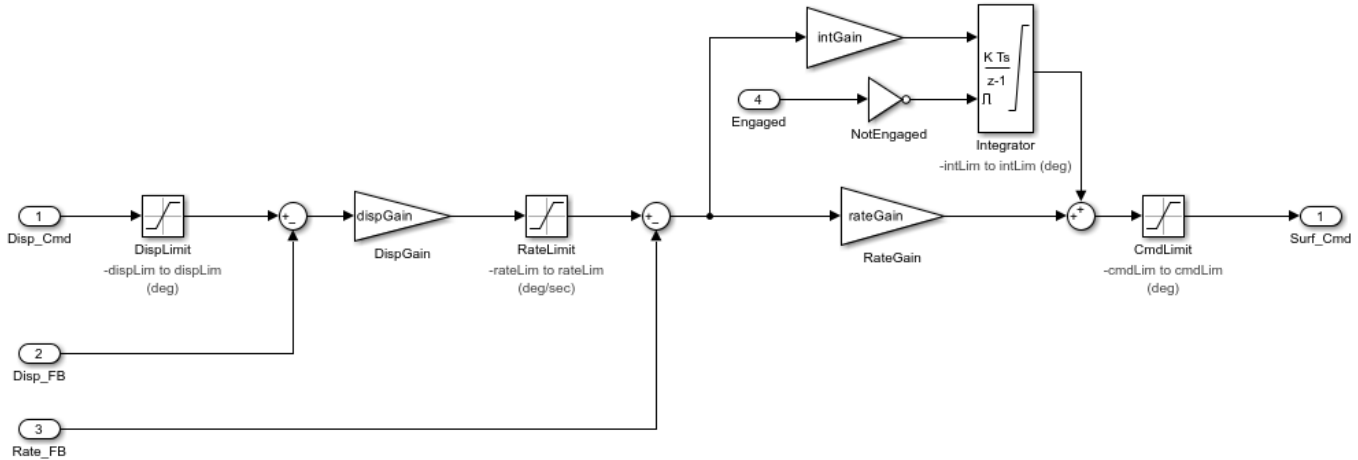 intGain
K Ts
z-1
4
Engaged
NotEngaged
Integrator
-intLim to intLim (deg)
1
Disp_Cmd
DispLimit
-dispLim to dispLim
(deg)
+
_
dispGain
DispGain
RateLimit
-rateLim to rateLim
(deg/sec)
+
_
rateGain
RateGain
+
+
CmdLimit
-cmdLim to cmdLim
(deg)
1
Surf_Cmd
2
Disp_FB
3
Rate_FB